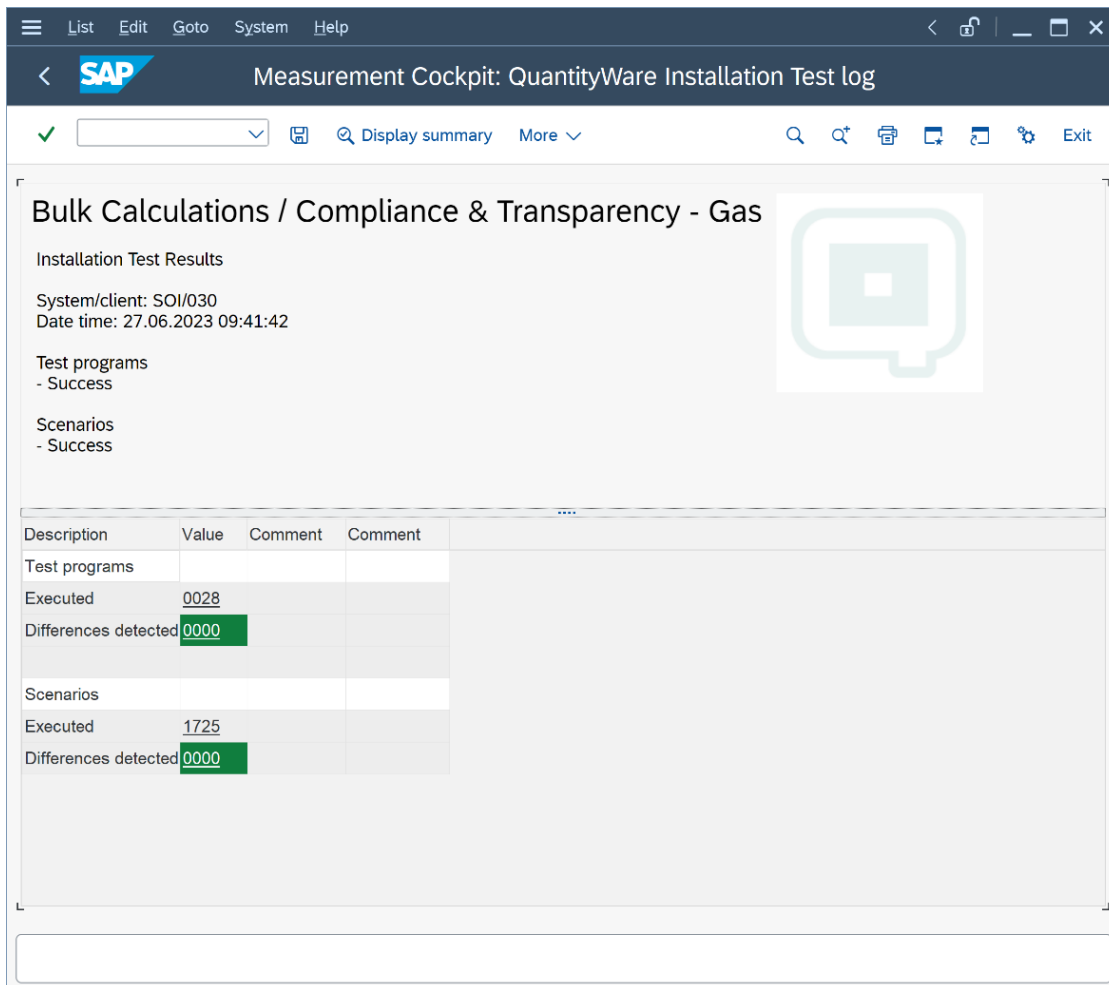 List Edit Goto System Help
SAP Measurement Cockpit: QuantityWare Installation Test log
Display summary More Exit
Bulk Calculations / Compliance & Transparency - Gas
Installation Test Results
System/client: SOI/030
Date time: 27.06.2023 09:41:42
Test programs
- Success
Scenarios
- Success
Description Value Comment Comment
Test programs
Executed 0028
Differences detected 0000
Scenarios
Executed 1725
Differences detected 0000